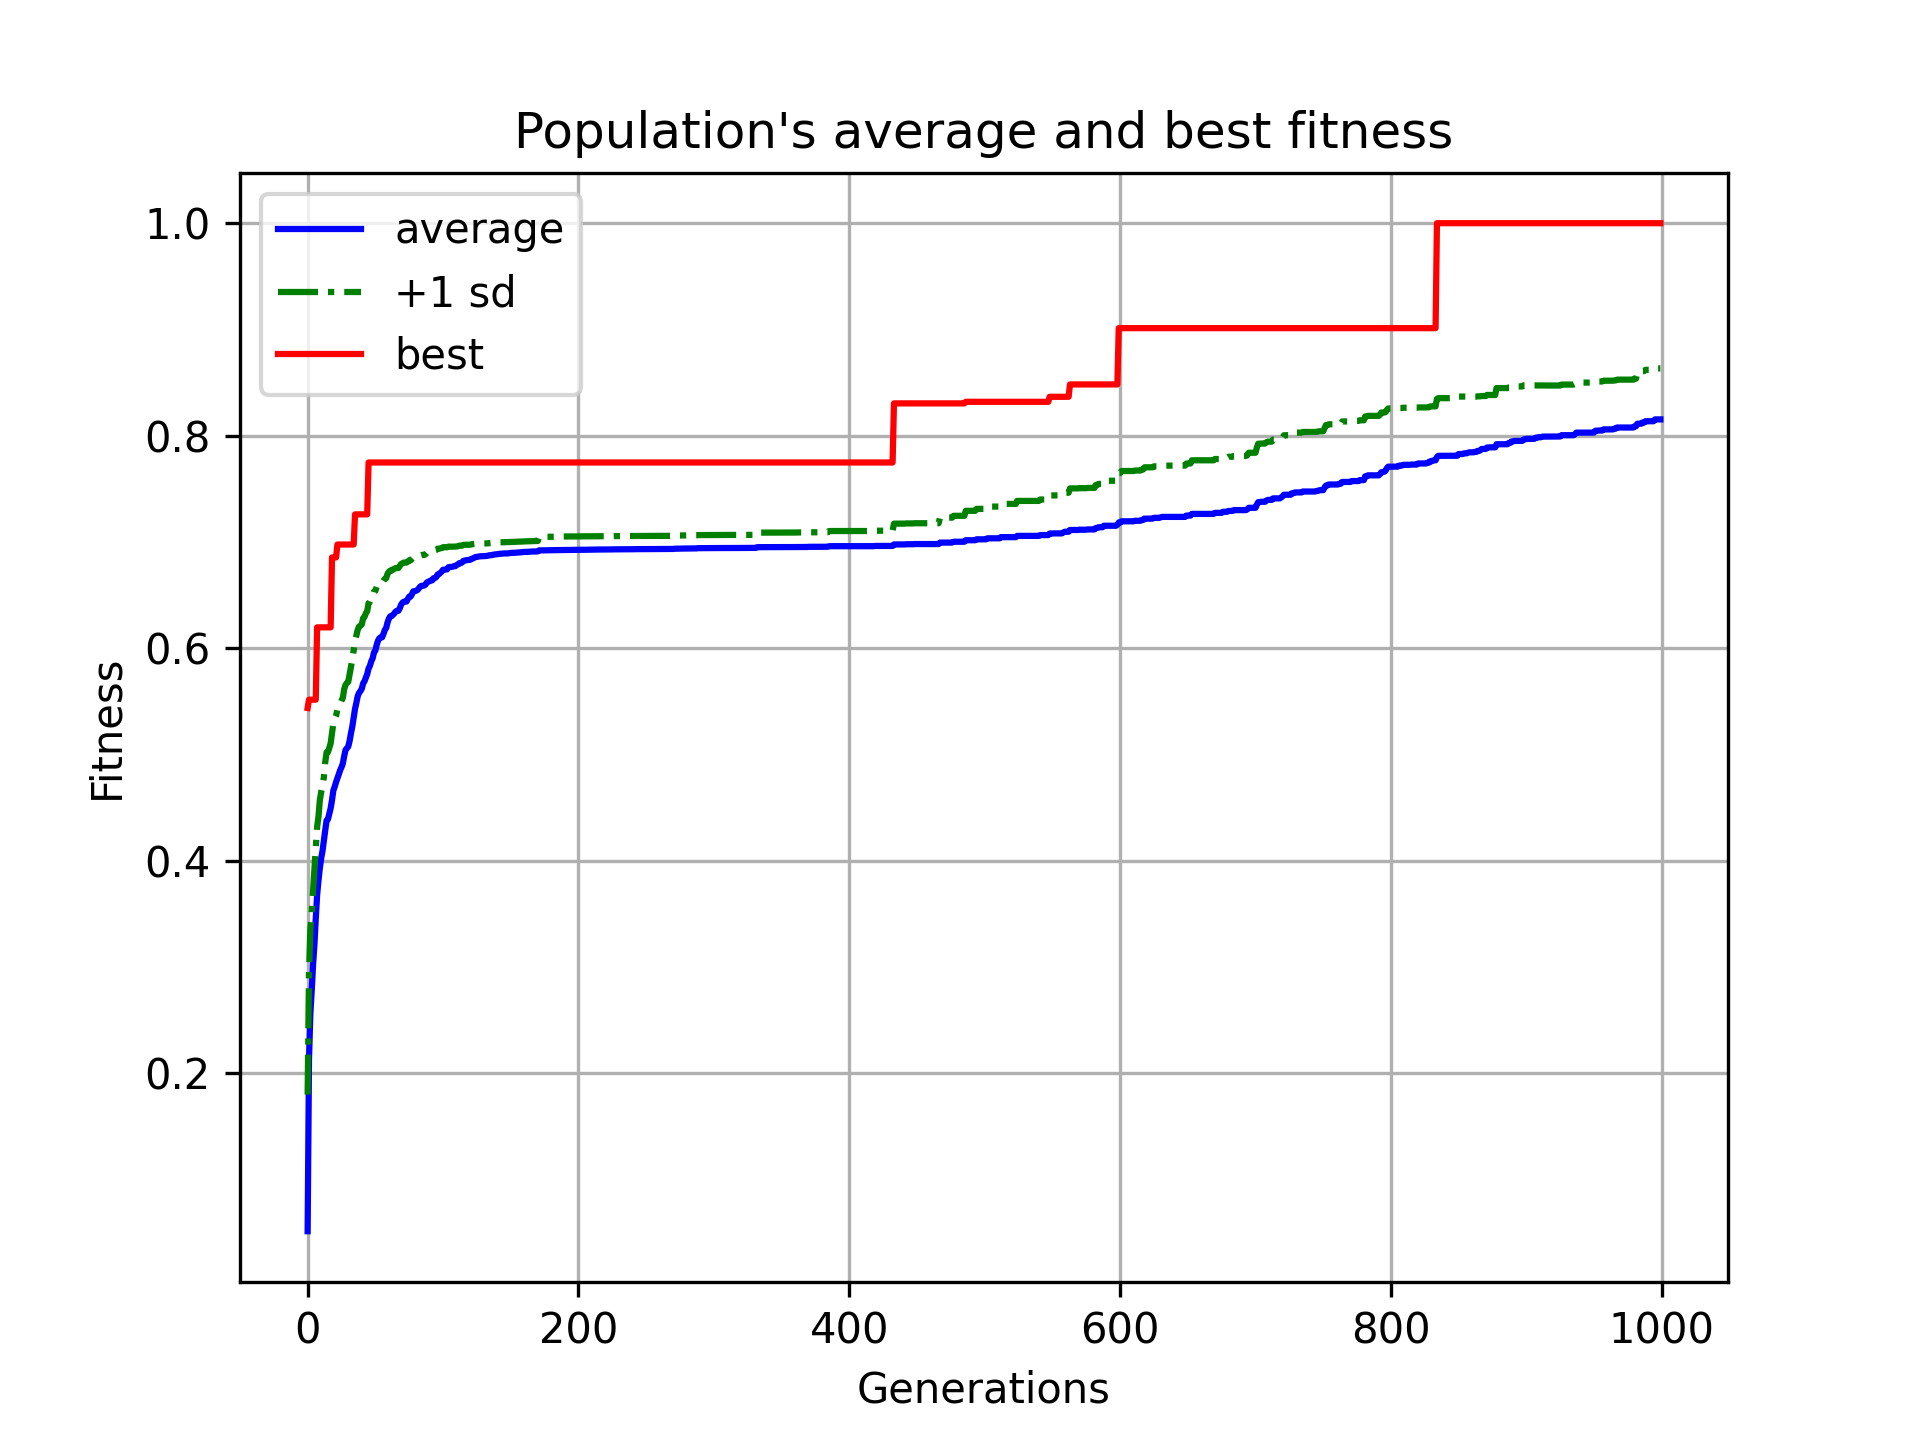 Population's average and best fitness
average
+1 sd
best
1.0
0.8
0.6
0.4
0.2
Fitness
0 200 400 600 800 1000
Generations